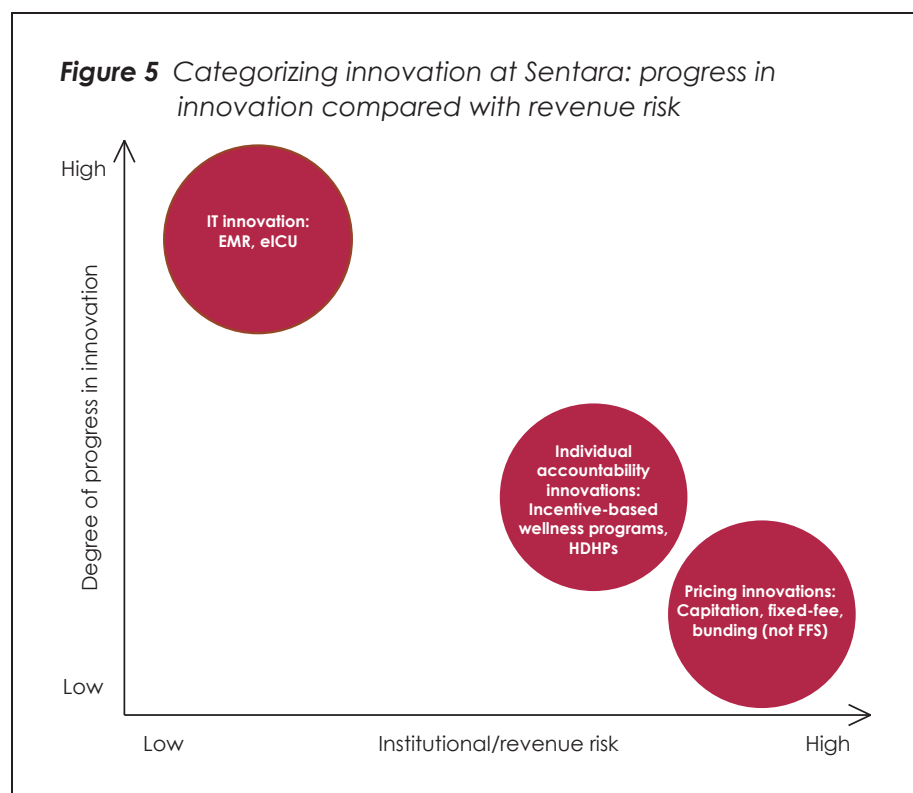 Figure 5 Categorizing innovation at Sentara: progress in
innovation compared with revenue risk
High
IT innovation:
EMR, eICU
Degree of progress in innovation
Individual
accountability
innovations:
Incentive-based
wellness programs,
HDHPs
Pricing innovations:
Capitation, fixed-fee,
bunding (not FFS)
Low
Low
Institutional/revenue risk
High